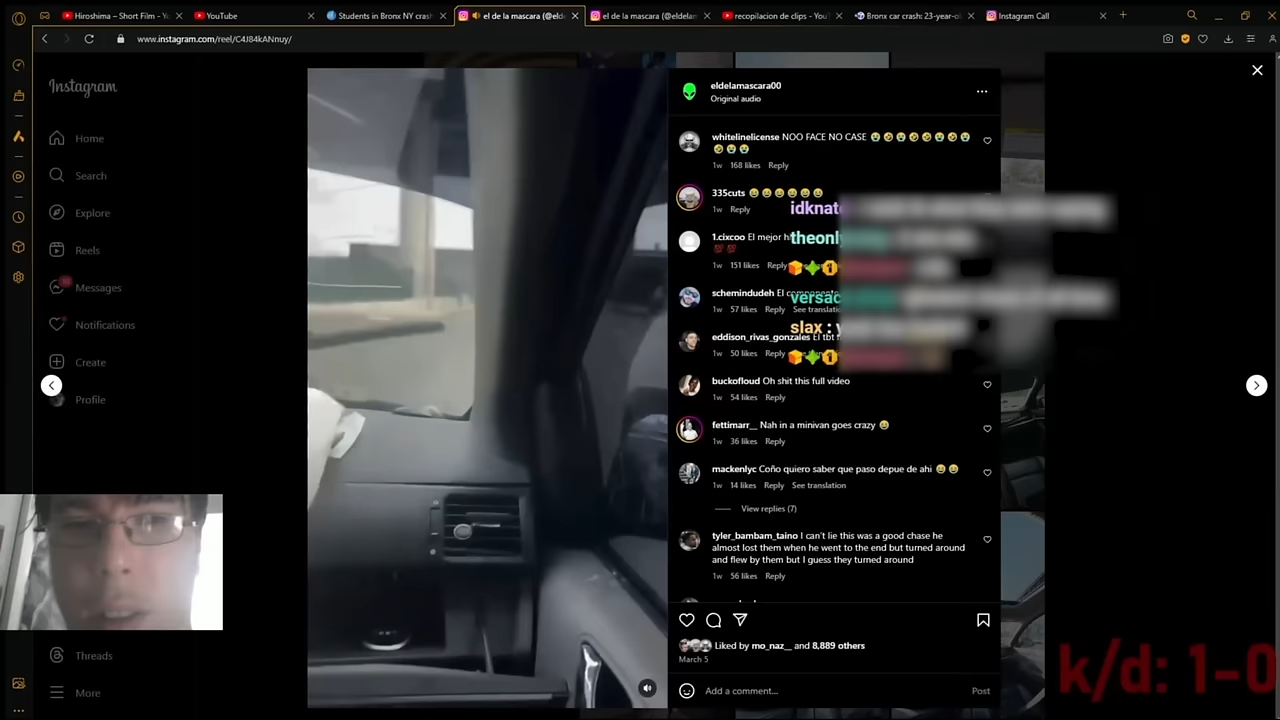 Hiroshima – Short Film - Y
YouTube
Students in Bronx NY crash
el de la mascara (@elde
el de la mascara (@eldelam
recopilacion de clips - YouT
Bronx car crash: 23-year-o
Instagram Call
www.instagram.com/reel/C4J84kANnuy/
Instagram
Home
Search
Explore
Reels
Messages
Notifications
Create
Profile
Threads
More
eldelamascara00
Original audio
whitelinelicense NOO FACE NO CASE 😭🤣😭🤣🤣😭🤣😭
🤣😭😭
1w 168 likes Reply
335cuts 😂😂😂😂😂😂
1w Reply
1.cixcoo El mejor h
💯💯
1w 151 likes Reply
schemindudeh El componente
1w 57 likes Reply See translation
eddison_rivas_gonzales El tbt
1w 50 likes Reply
buckofloud Oh shit this full video
1w 54 likes Reply
fettimarr__ Nah in a minivan goes crazy 😂
1w 36 likes Reply
mackenlyc Coño quiero saber que paso depue de ahi 😂😂
1w 14 likes Reply See translation
View replies (7)
tyler_bambam_taino I can't lie this was a good chase he
almost lost them when he went to the end but turned around
and flew by them but I guess they turned around
1w 56 likes Reply
Liked by mo_naz__ and 8,889 others
March 5
Add a comment... Post
idknat
theonly
versac
slax :
k/d: 1-0